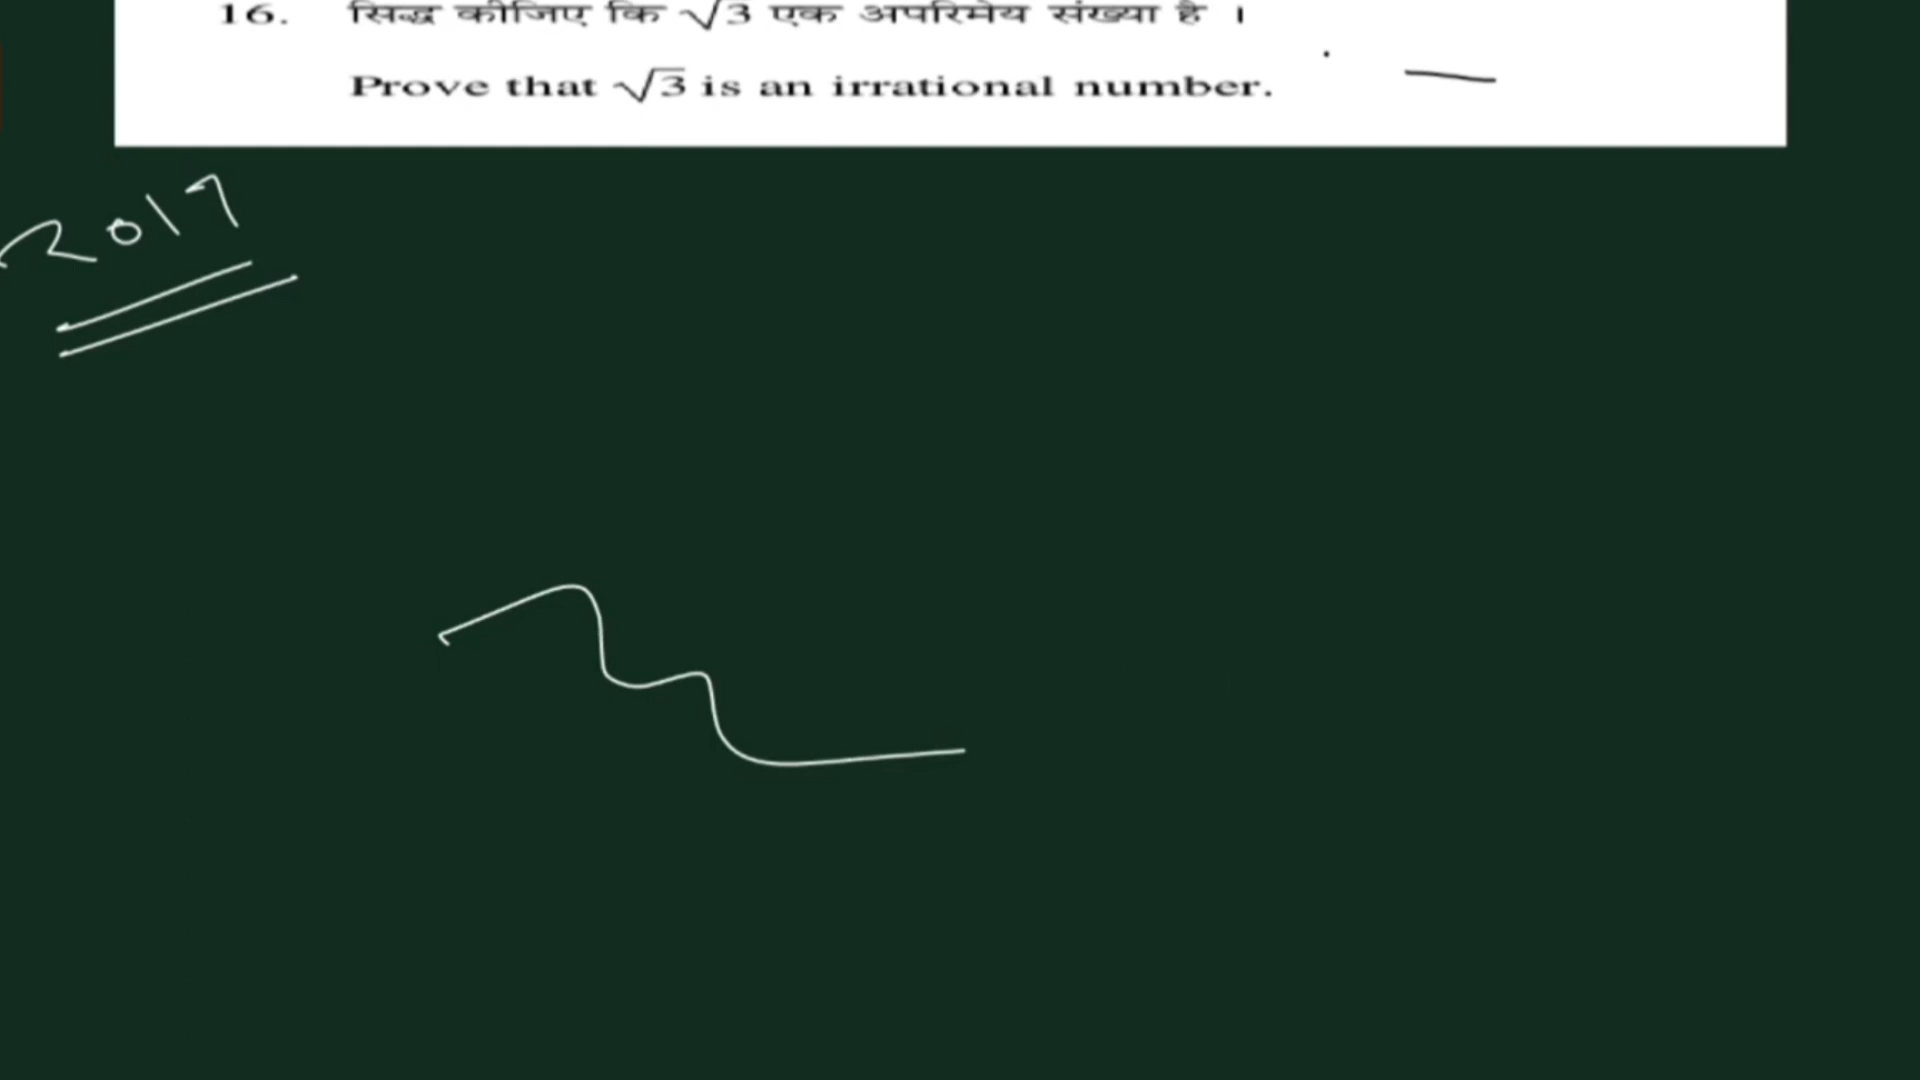 16. सिद्ध कीजिए कि √3 एक अपरिमेय संख्या है ।
Prove that √3 is an irrational number.
2017